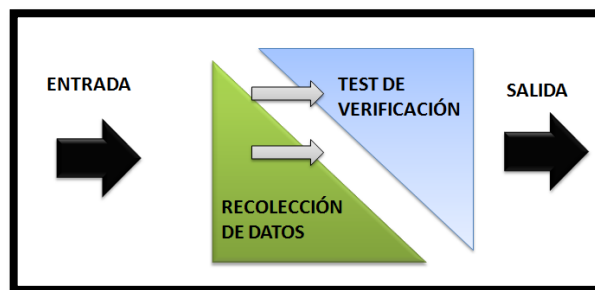 ENTRADA
TEST DE
VERIFICACIÓN
SALIDA
RECOLECCIÓN
DE DATOS